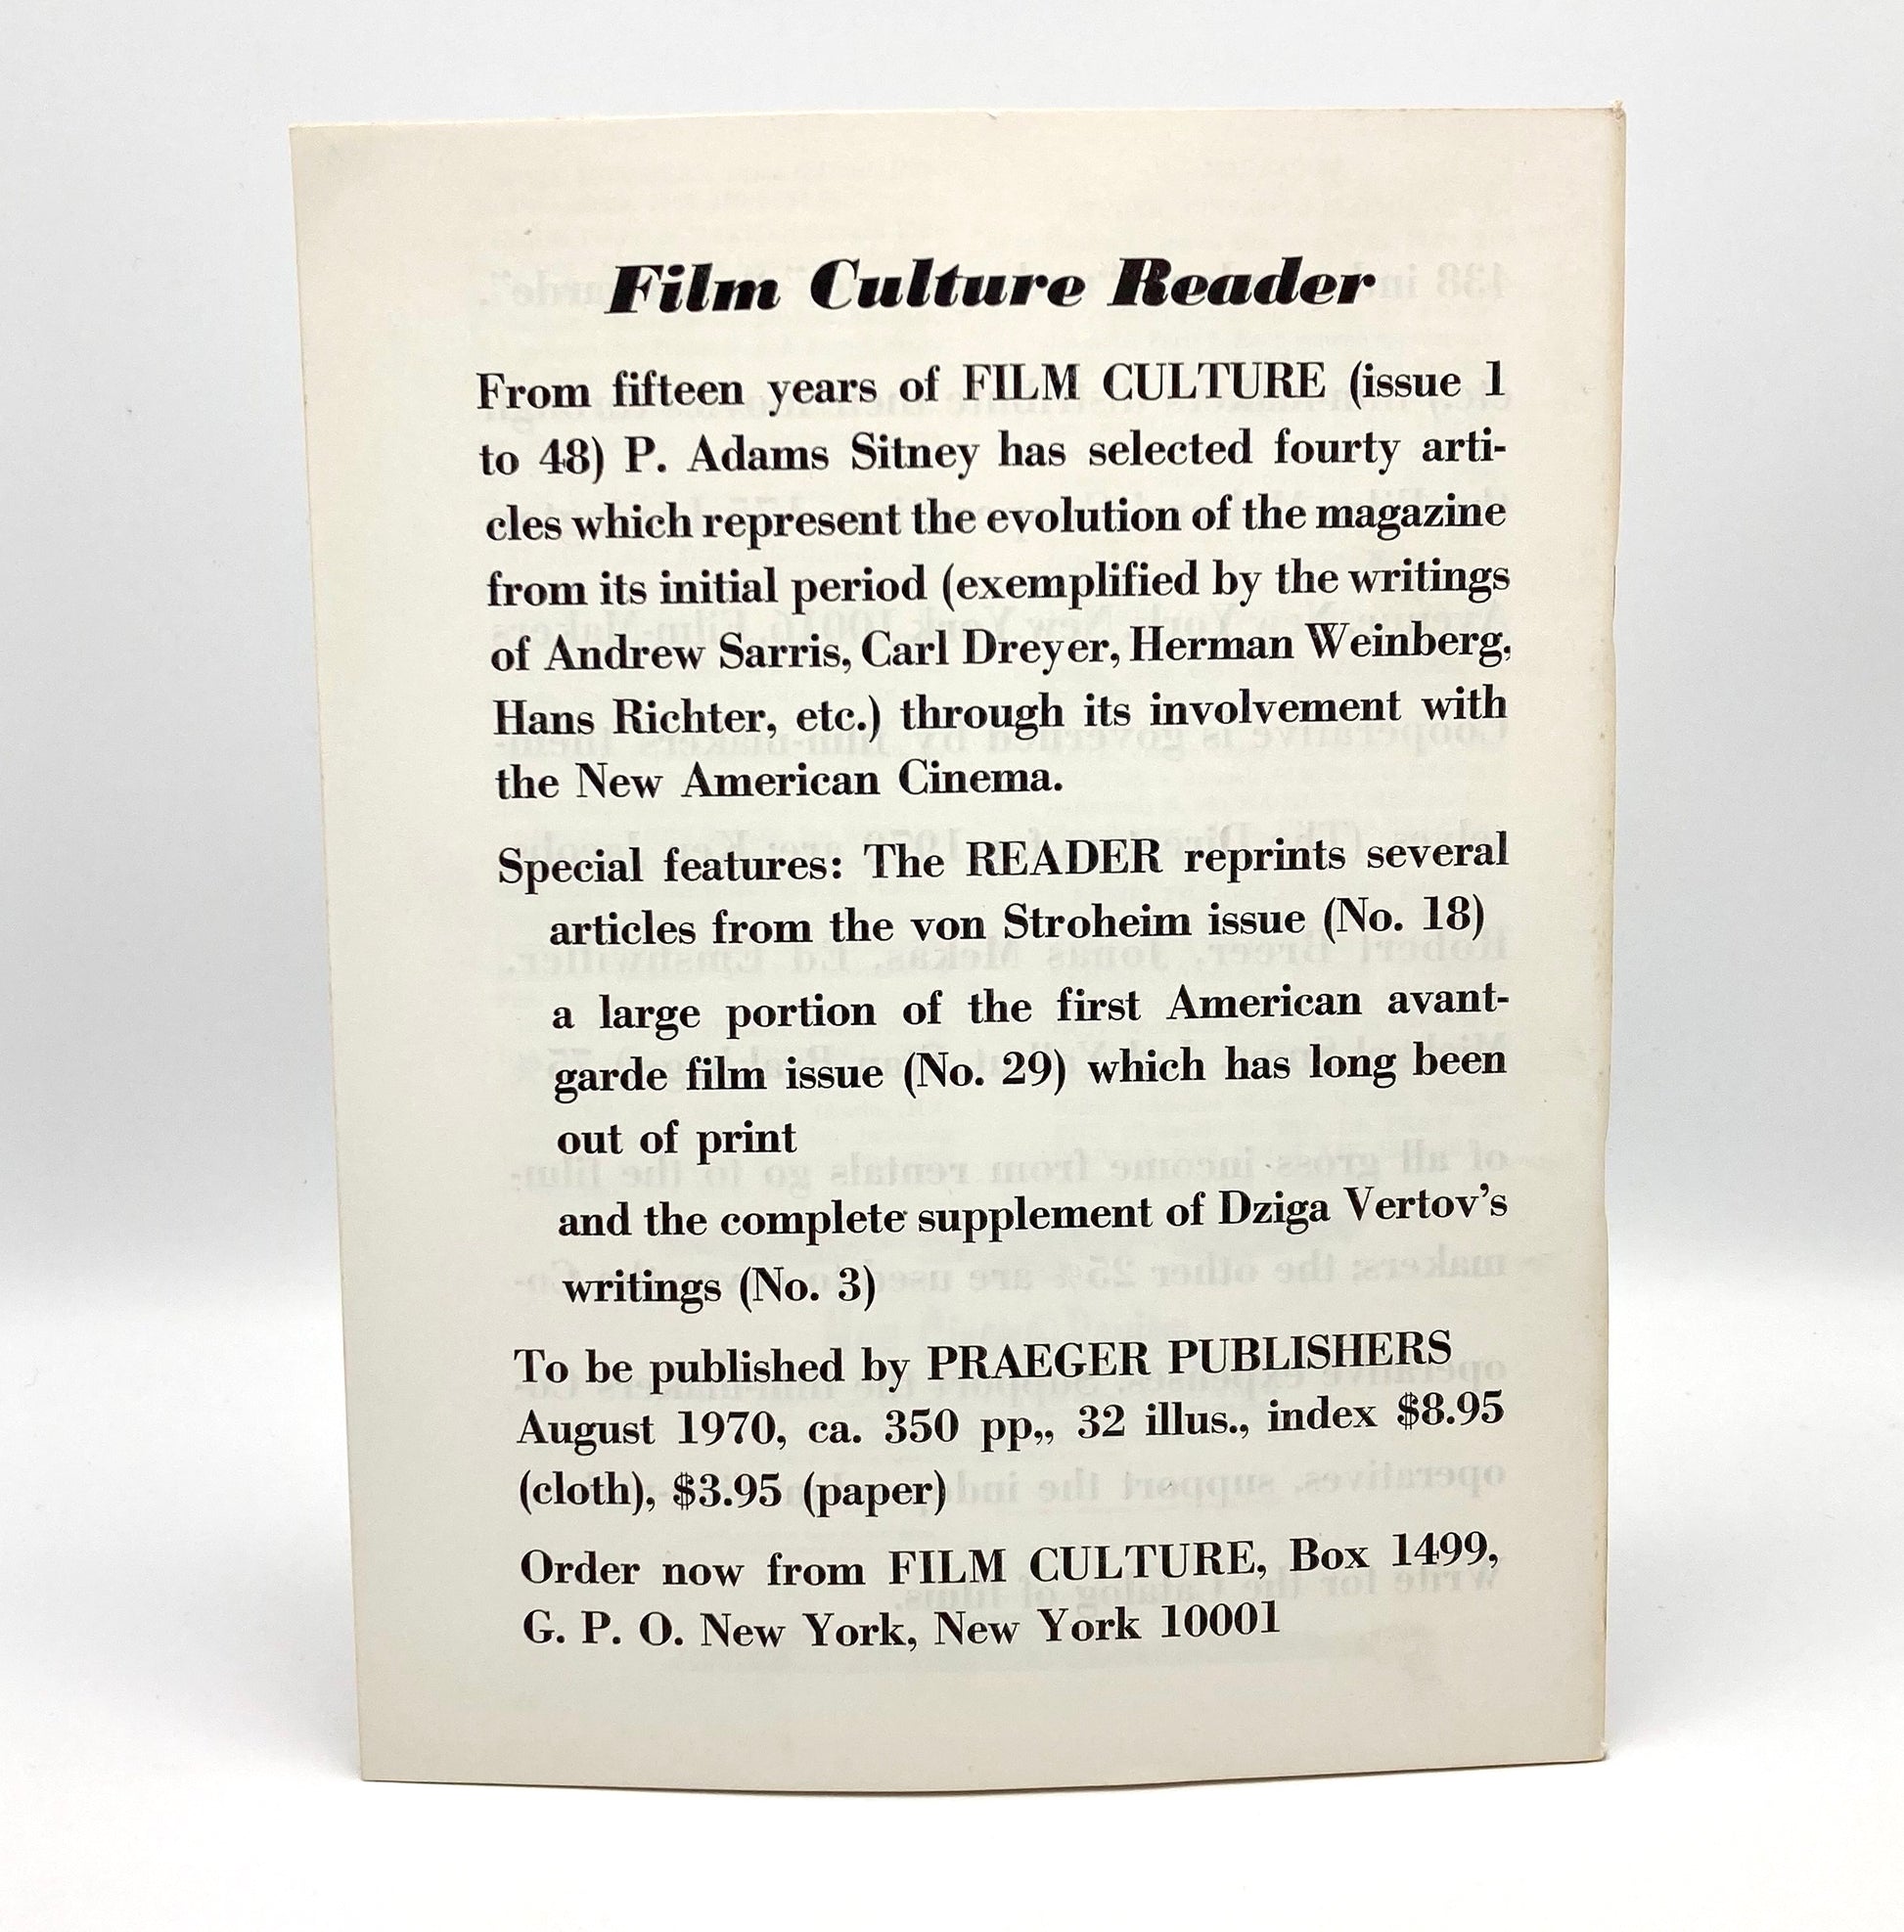 Film Culture Reader
From fifteen years of FILM CULTURE (issue 1
to 48) P. Adams Sitney has selected fourty arti-
cles which represent the evolution of the magazine
from its initial period (exemplified by the writings
of Andrew Sarris, Carl Dreyer, Herman Weinberg,
Hans Richter, etc.) through its involvement with
the New American Cinema.
Special features: The READER reprints several
articles from the von Stroheim issue (No. 18)
a large portion of the first American avant-
garde film issue (No. 29) which has long been
out of print
and the complete supplement of Dziga Vertov's
writings (No. 3)
To be published by PRAEGER PUBLISHERS
August 1970, ca. 350 pp,, 32 illus., index $8.95
(cloth), $3.95 (paper)
Order now from FILM CULTURE, Box 1499,
G. P. O. New York, New York 10001